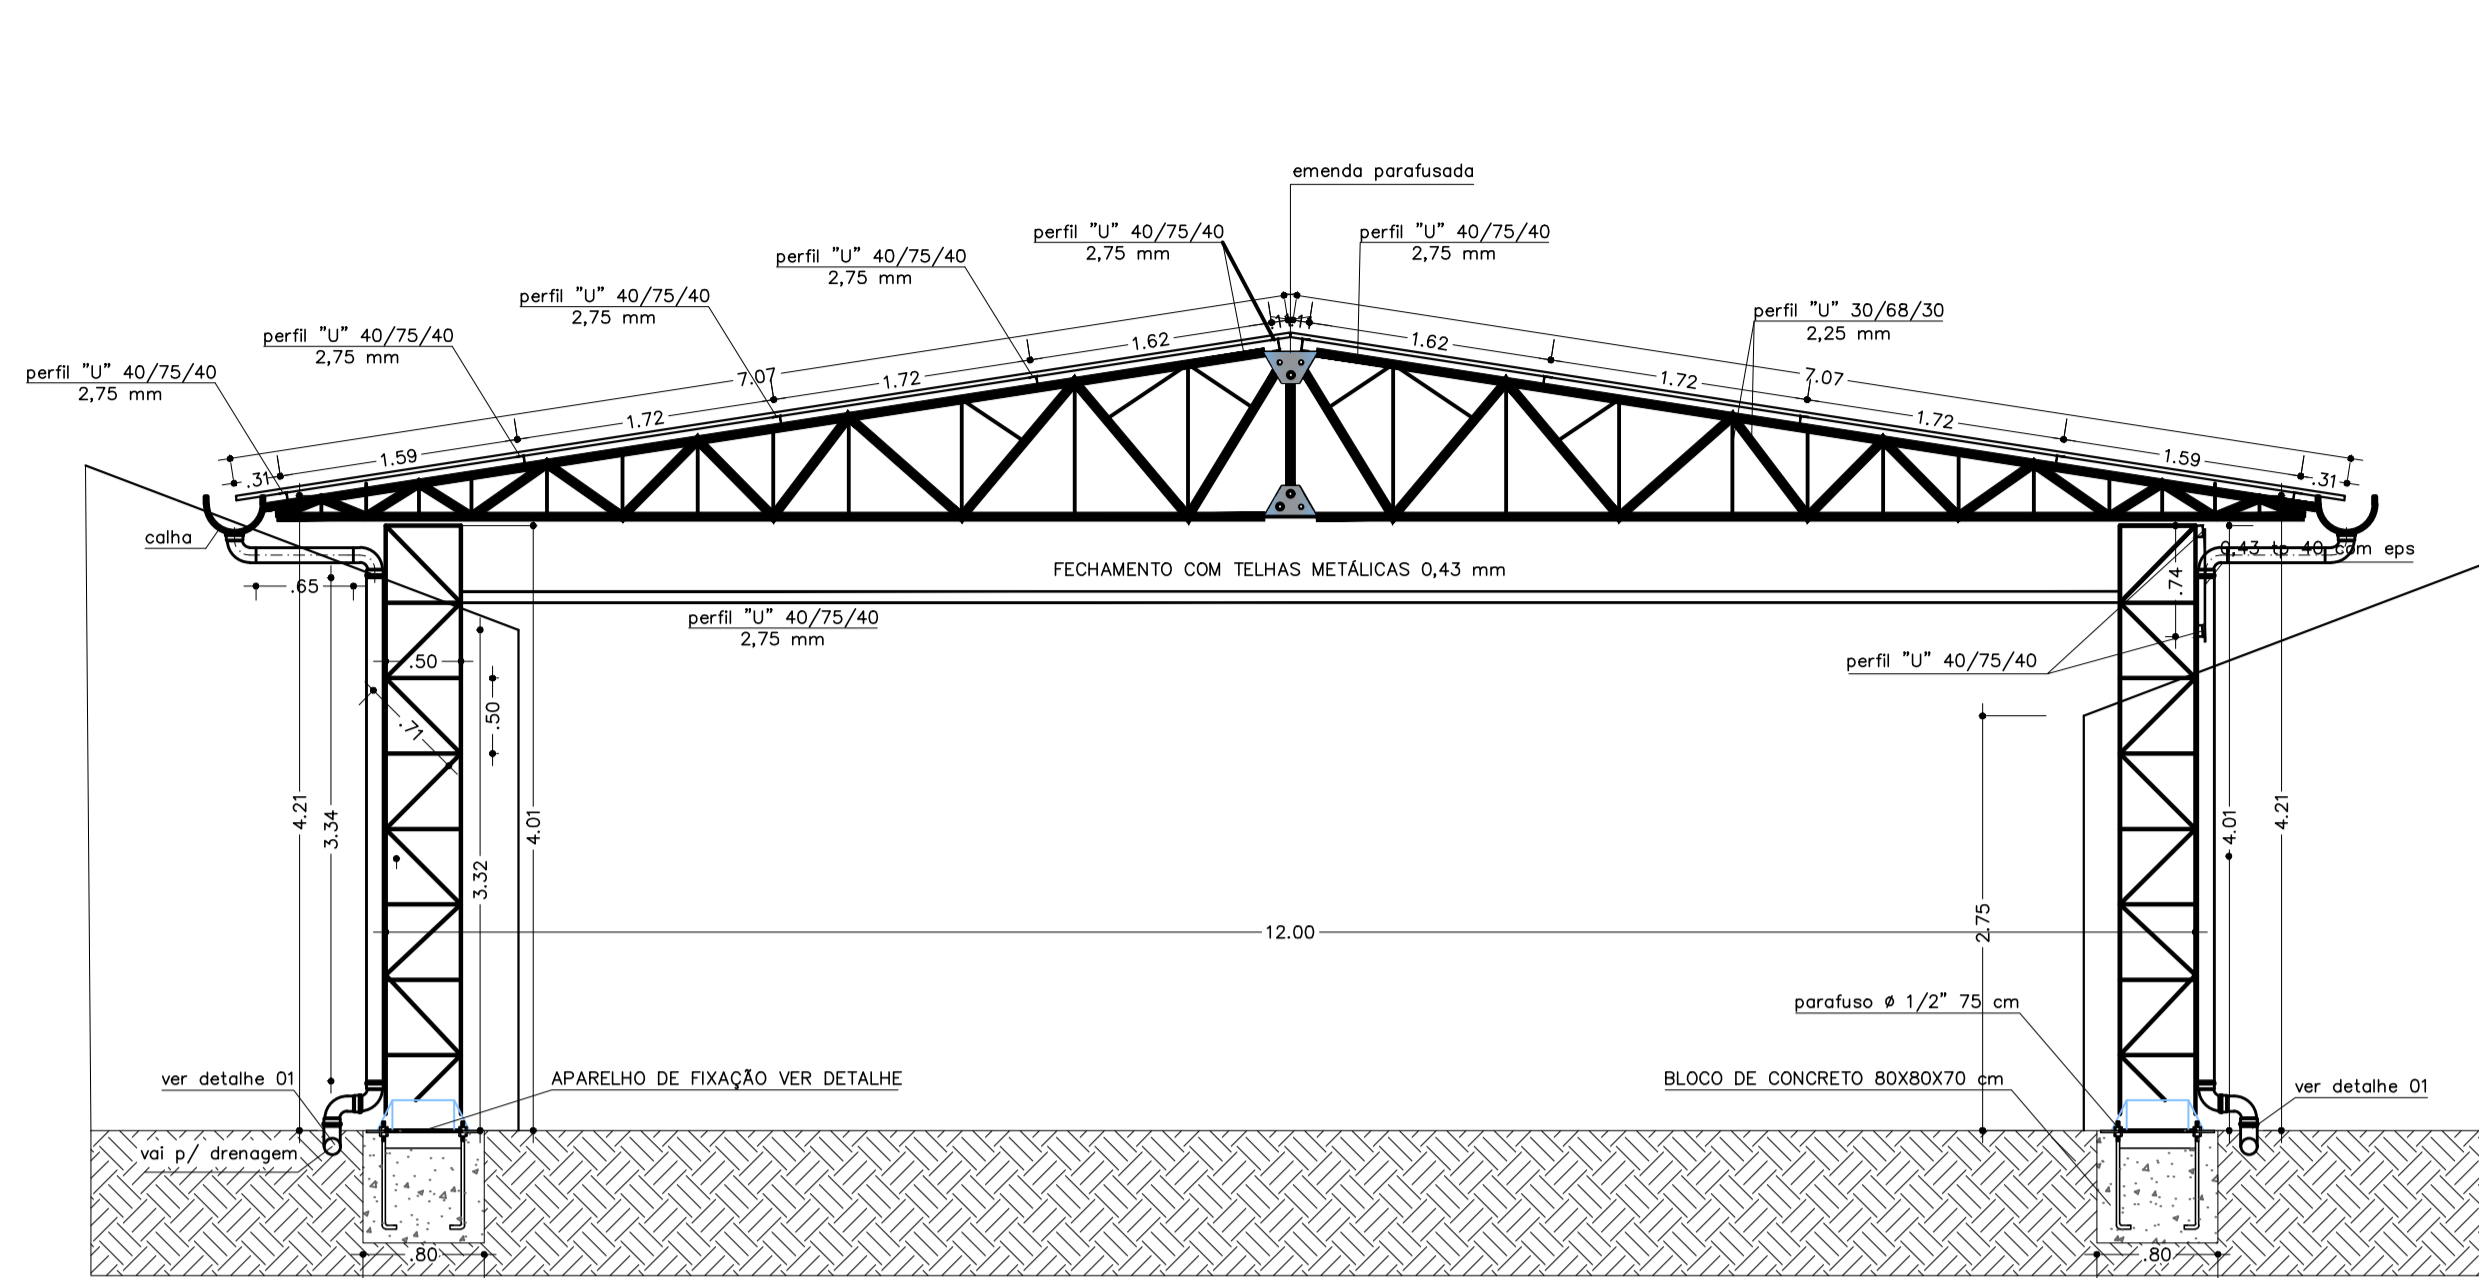 emenda parafusada
perfil "U" 40/75/40
2,75 mm
perfil "U" 40/75/40
2,75 mm
perfil "U" 40/75/40
2,75 mm
perfil "U" 40/75/40
2,75 mm
perfil "U" 30/68/30
2,25 mm
perfil "U" 40/75/40
2,75 mm
perfil "U" 40/75/40
2,75 mm
1.62
1.62
7.07
7.07
1.72
1.72
1.72
1.72
1.59
1.59
.31
.31
calha
0,43 tp 40 com eps
FECHAMENTO COM TELHAS METÁLICAS 0,43 mm
.65
.74
perfil "U" 40/75/40
2,75 mm
.50
perfil "U" 40/75/40
.71
.50
4.21
3.34
4.01
3.32
4.01
4.21
2.75
12.00
parafuso ø 1/2" 75 cm
ver detalhe 01
APARELHO DE FIXAÇÃO VER DETALHE
BLOCO DE CONCRETO 80X80X70 cm
ver detalhe 01
vai p/ drenagem
.80
.80